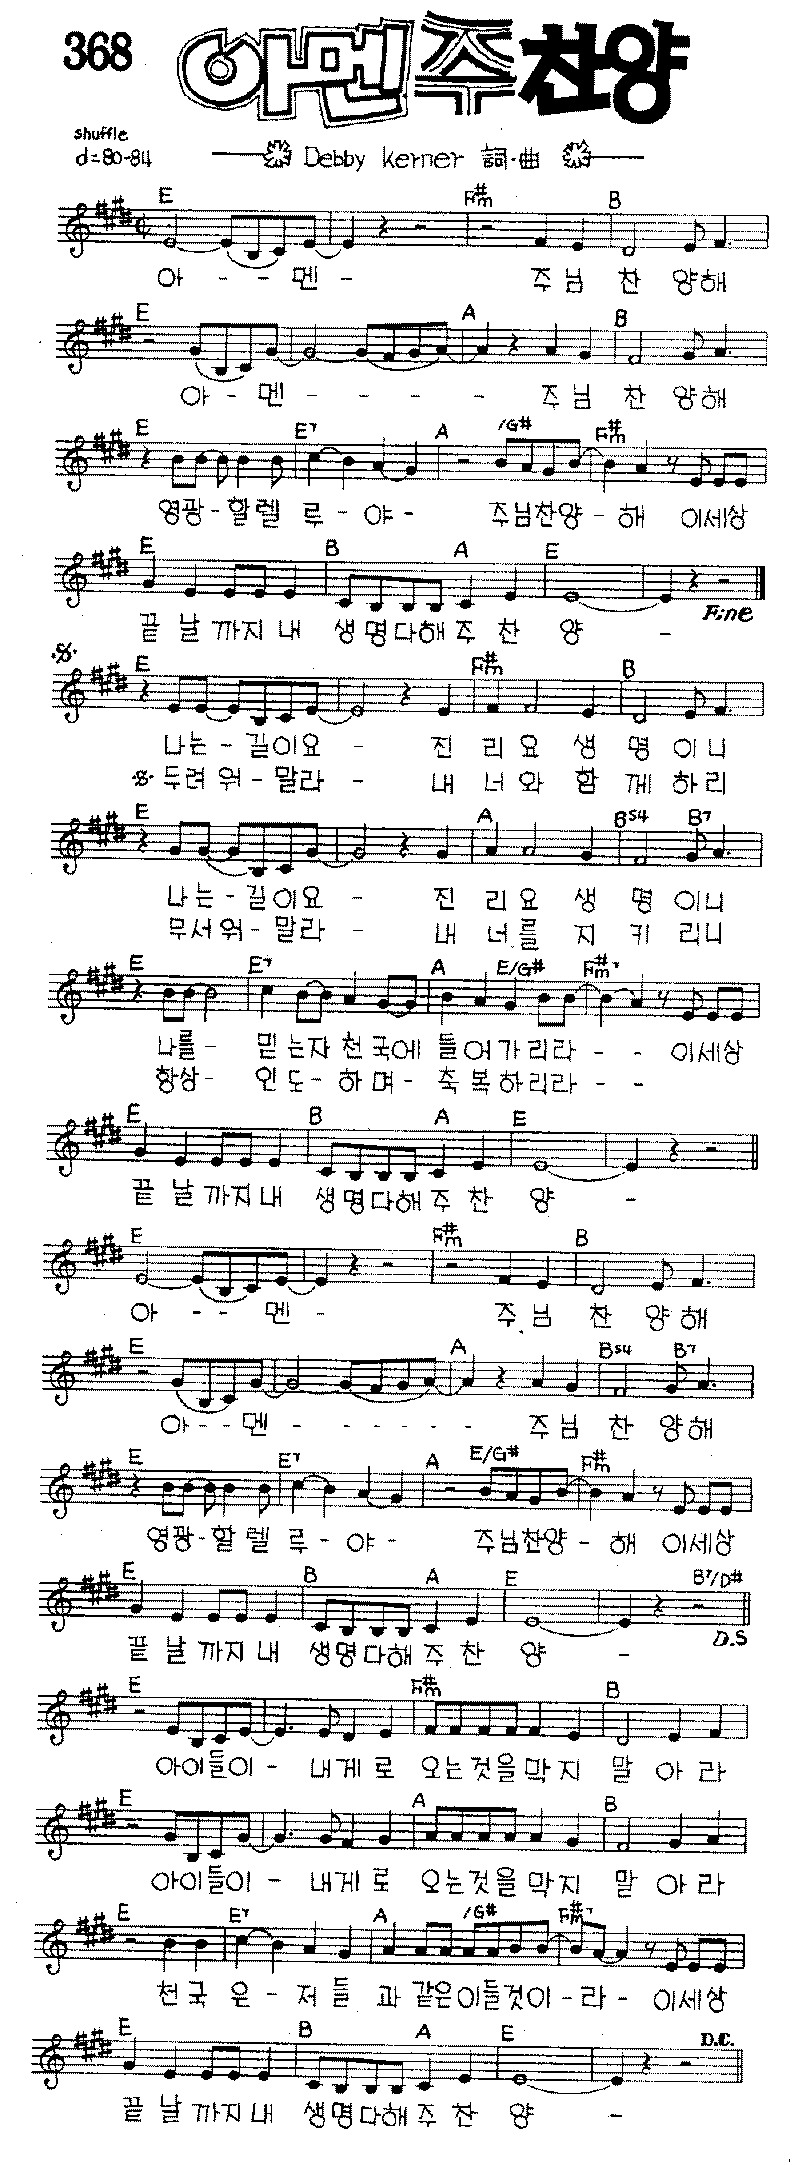 368 아멘 주 찬양
shuffle
d=80-84 Debby kerner 詞·曲
E F#m B
아 - - 멘 - 주 님 찬 양해
E A B
아 - 멘 - - - - 주 님 찬 양해
E E7 A /G# F#m
영광-할렐 루 - 야 - 주님찬양 - 해 이세상
E B A E
Fine
끝 날 까지 내 생명다해 주 찬 양 -
E F#m B
나는 - 길이요 - 진 리 요 생 명 이니
두려 워 - 말라 - 내 너 와 함 께 하리
E A Bs4 B7
나는 - 길이요 - 진 리 요 생 명 이니
무서워 - 말라 - 내 너 를 지 키 리니
E E7 A E/G# F#m7
나를 - 믿 는자 천 국에 들어 가 리라 - - 이세상
항상 - 인 도 - 하 며 - 축 복 하리라 - -
E B A E
끝 날 까지 내 생명다해 주 찬 양 -
E F#m B
아 - - 멘 - 주 님 찬 양 해
E A Bs4 B7
아 - - 멘 - - - - - 주 님 찬 양해
E E7 A E/G# F#m
영광-할 렐 루 - 야 - 주님찬양 - 해 이세상
E B A E B7/D#
D.S
끝 날 까지 내 생명다해 주 찬 양 -
E F#m B
아이들이 - 내게 로 오는것을 막 지 말 아 라
E A B
아이들이 - 내게 로 오는것을 막 지 말 아 라
E E7 A /G# F#m7
천 국 은 - 저 들 과 같은이들것이 - 라 - 이세상
E B A E D.C.
끝 날 까지 내 생명다해 주 찬 양 -